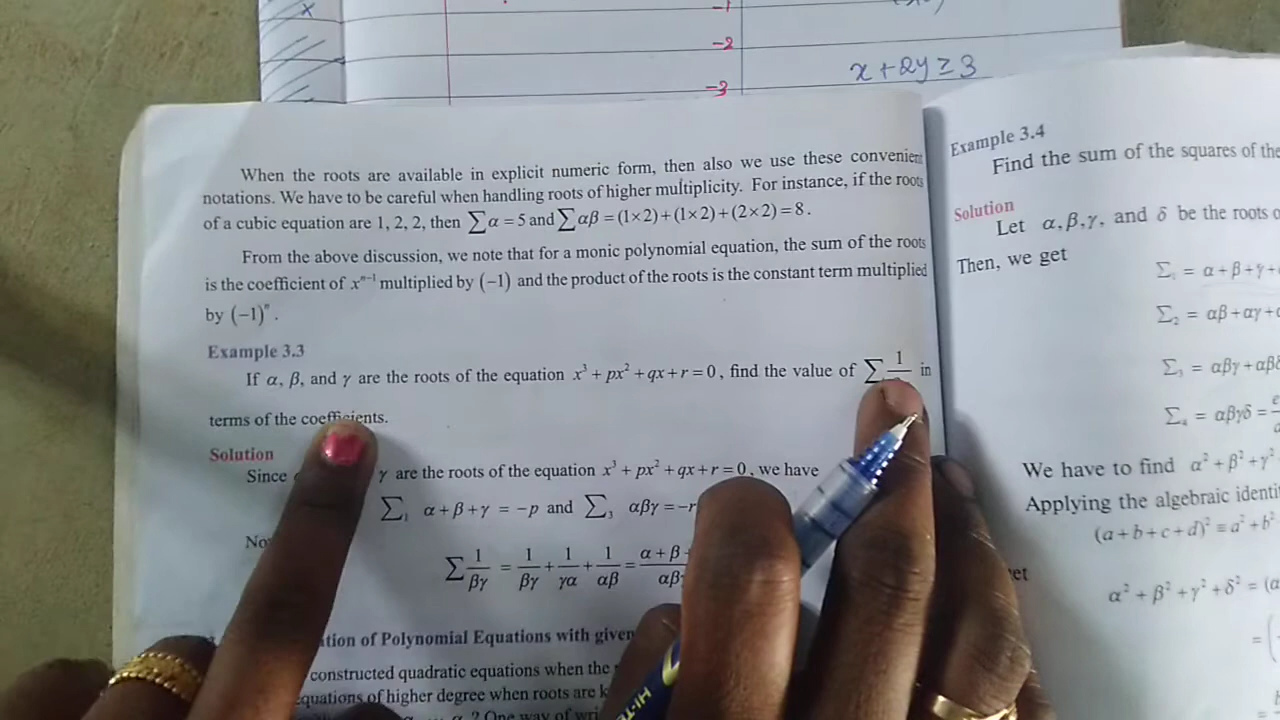 x
-1
-2
-3
x+2y≥3
When the roots are available in explicit numeric form, then also we use these convenient
notations. We have to be careful when handling roots of higher multiplicity. For instance, if the roots
of a cubic equation are 1, 2, 2, then ∑α = 5 and ∑αβ = (1×2)+(1×2)+(2×2) = 8.
From the above discussion, we note that for a monic polynomial equation, the sum of the roots
is the coefficient of xⁿ⁻¹ multiplied by (−1) and the product of the roots is the constant term multiplied
by (−1)ⁿ.
Example 3.3
If α, β, and γ are the roots of the equation x³ + px² + qx + r = 0, find the value of ∑ 1 in
terms of the coefficients.
Solution
Since γ are the roots of the equation x³ + px² + qx + r = 0, we have
∑₁ α+β+γ = −p and ∑₃ αβγ = −r
∑ 1/βγ = 1/βγ + 1/γα + 1/αβ = α+β
of Polynomial Equations with given
constructed quadratic equations when the
equations of higher degree when roots are
? One way of
HI-TE
Example 3.4
Find the sum of the squares of the
Solution
Let α, β, γ, and δ be the roots
Then, we get
∑₁ = α+β+γ+
∑₂ = αβ+αγ+
∑₃ = αβγ+αβδ
∑₄ = αβγδ =
We have to find α²+β²+γ²
Applying the algebraic
(a+b+c+d)² ≡ a²+b²
α²+β²+γ²+δ² = (
= (
=